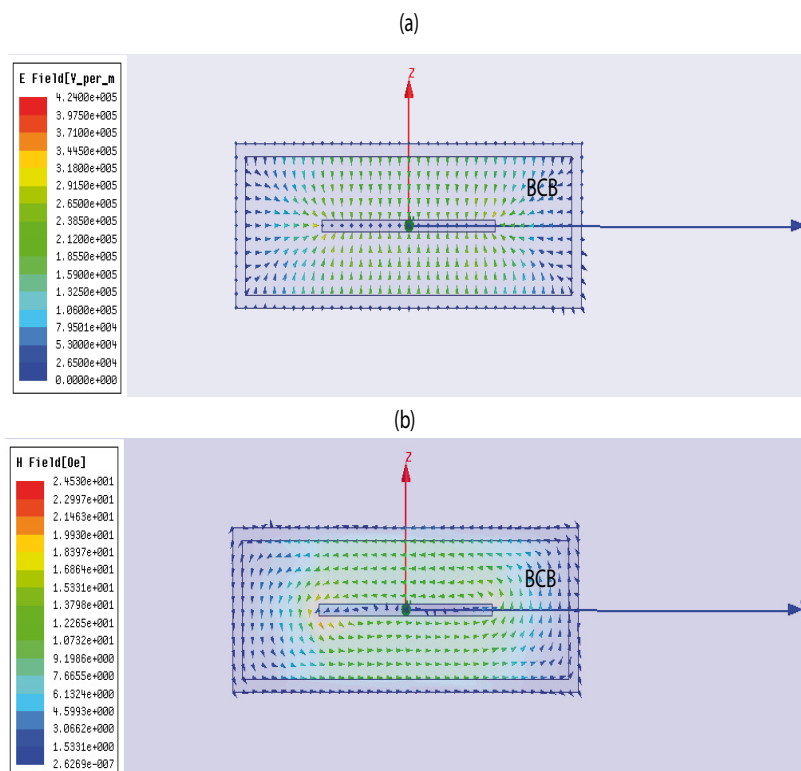 (a)
E Field[V_per_m
4.2400e+005
3.9750e+005
3.7100e+005
3.4450e+005
3.1800e+005
2.9150e+005
2.6500e+005
2.3850e+005
2.1200e+005
1.8550e+005
1.5900e+005
1.3250e+005
1.0600e+005
7.9501e+004
5.3000e+004
2.6500e+004
0.0000e+000
Z
BCB
(b)
H Field[Oe]
2.4530e+001
2.2997e+001
2.1463e+001
1.9930e+001
1.8397e+001
1.6864e+001
1.5331e+001
1.3798e+001
1.2265e+001
1.0732e+001
9.1986e+000
7.6655e+000
6.1324e+000
4.5993e+000
3.0662e+000
1.5331e+000
2.6269e-007
Z
BCB